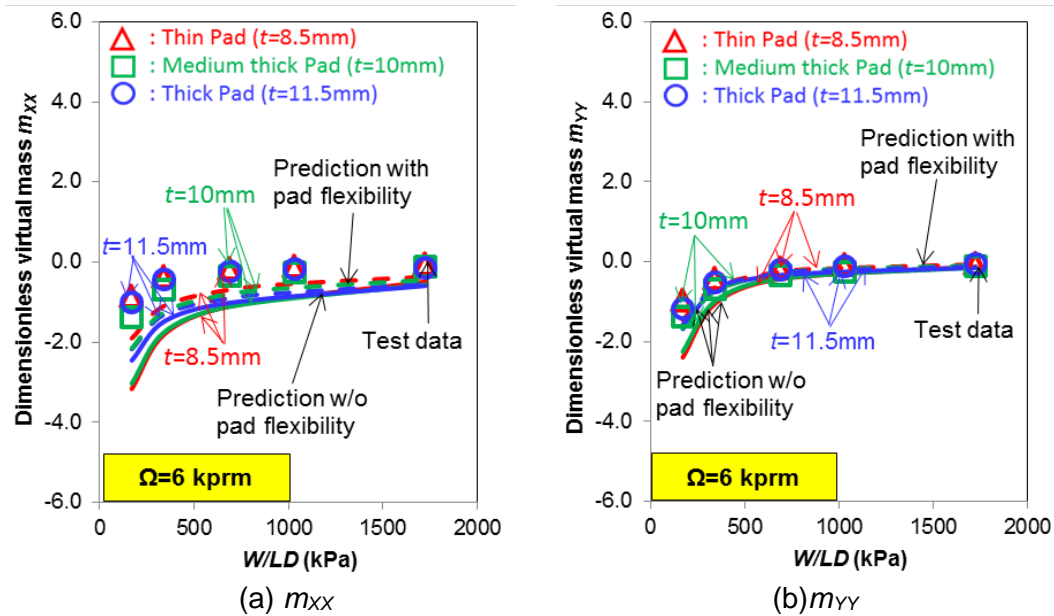 6.0
4.0
2.0
0.0
-2.0
-4.0
-6.0
Dimensionless virtual mass mXX
: Thin Pad (t=8.5mm)
: Medium thick Pad (t=10mm)
: Thick Pad (t=11.5mm)
Prediction with
pad flexibility
t=10mm
t=11.5mm
t=8.5mm
Test data
Prediction w/o
pad flexibility
Ω=6 kprm
0
500
1000
1500
2000
W/LD (kPa)
(a) mXX
6.0
4.0
2.0
0.0
-2.0
-4.0
-6.0
Dimensionless virtual mass mYY
: Thin Pad (t=8.5mm)
: Medium thick Pad (t=10mm)
: Thick Pad (t=11.5mm)
Prediction with
pad flexibility
t=8.5mm
t=10mm
t=11.5mm
Test data
Prediction w/o
pad flexibility
Ω=6 kprm
0
500
1000
1500
2000
W/LD (kPa)
(b)mYY